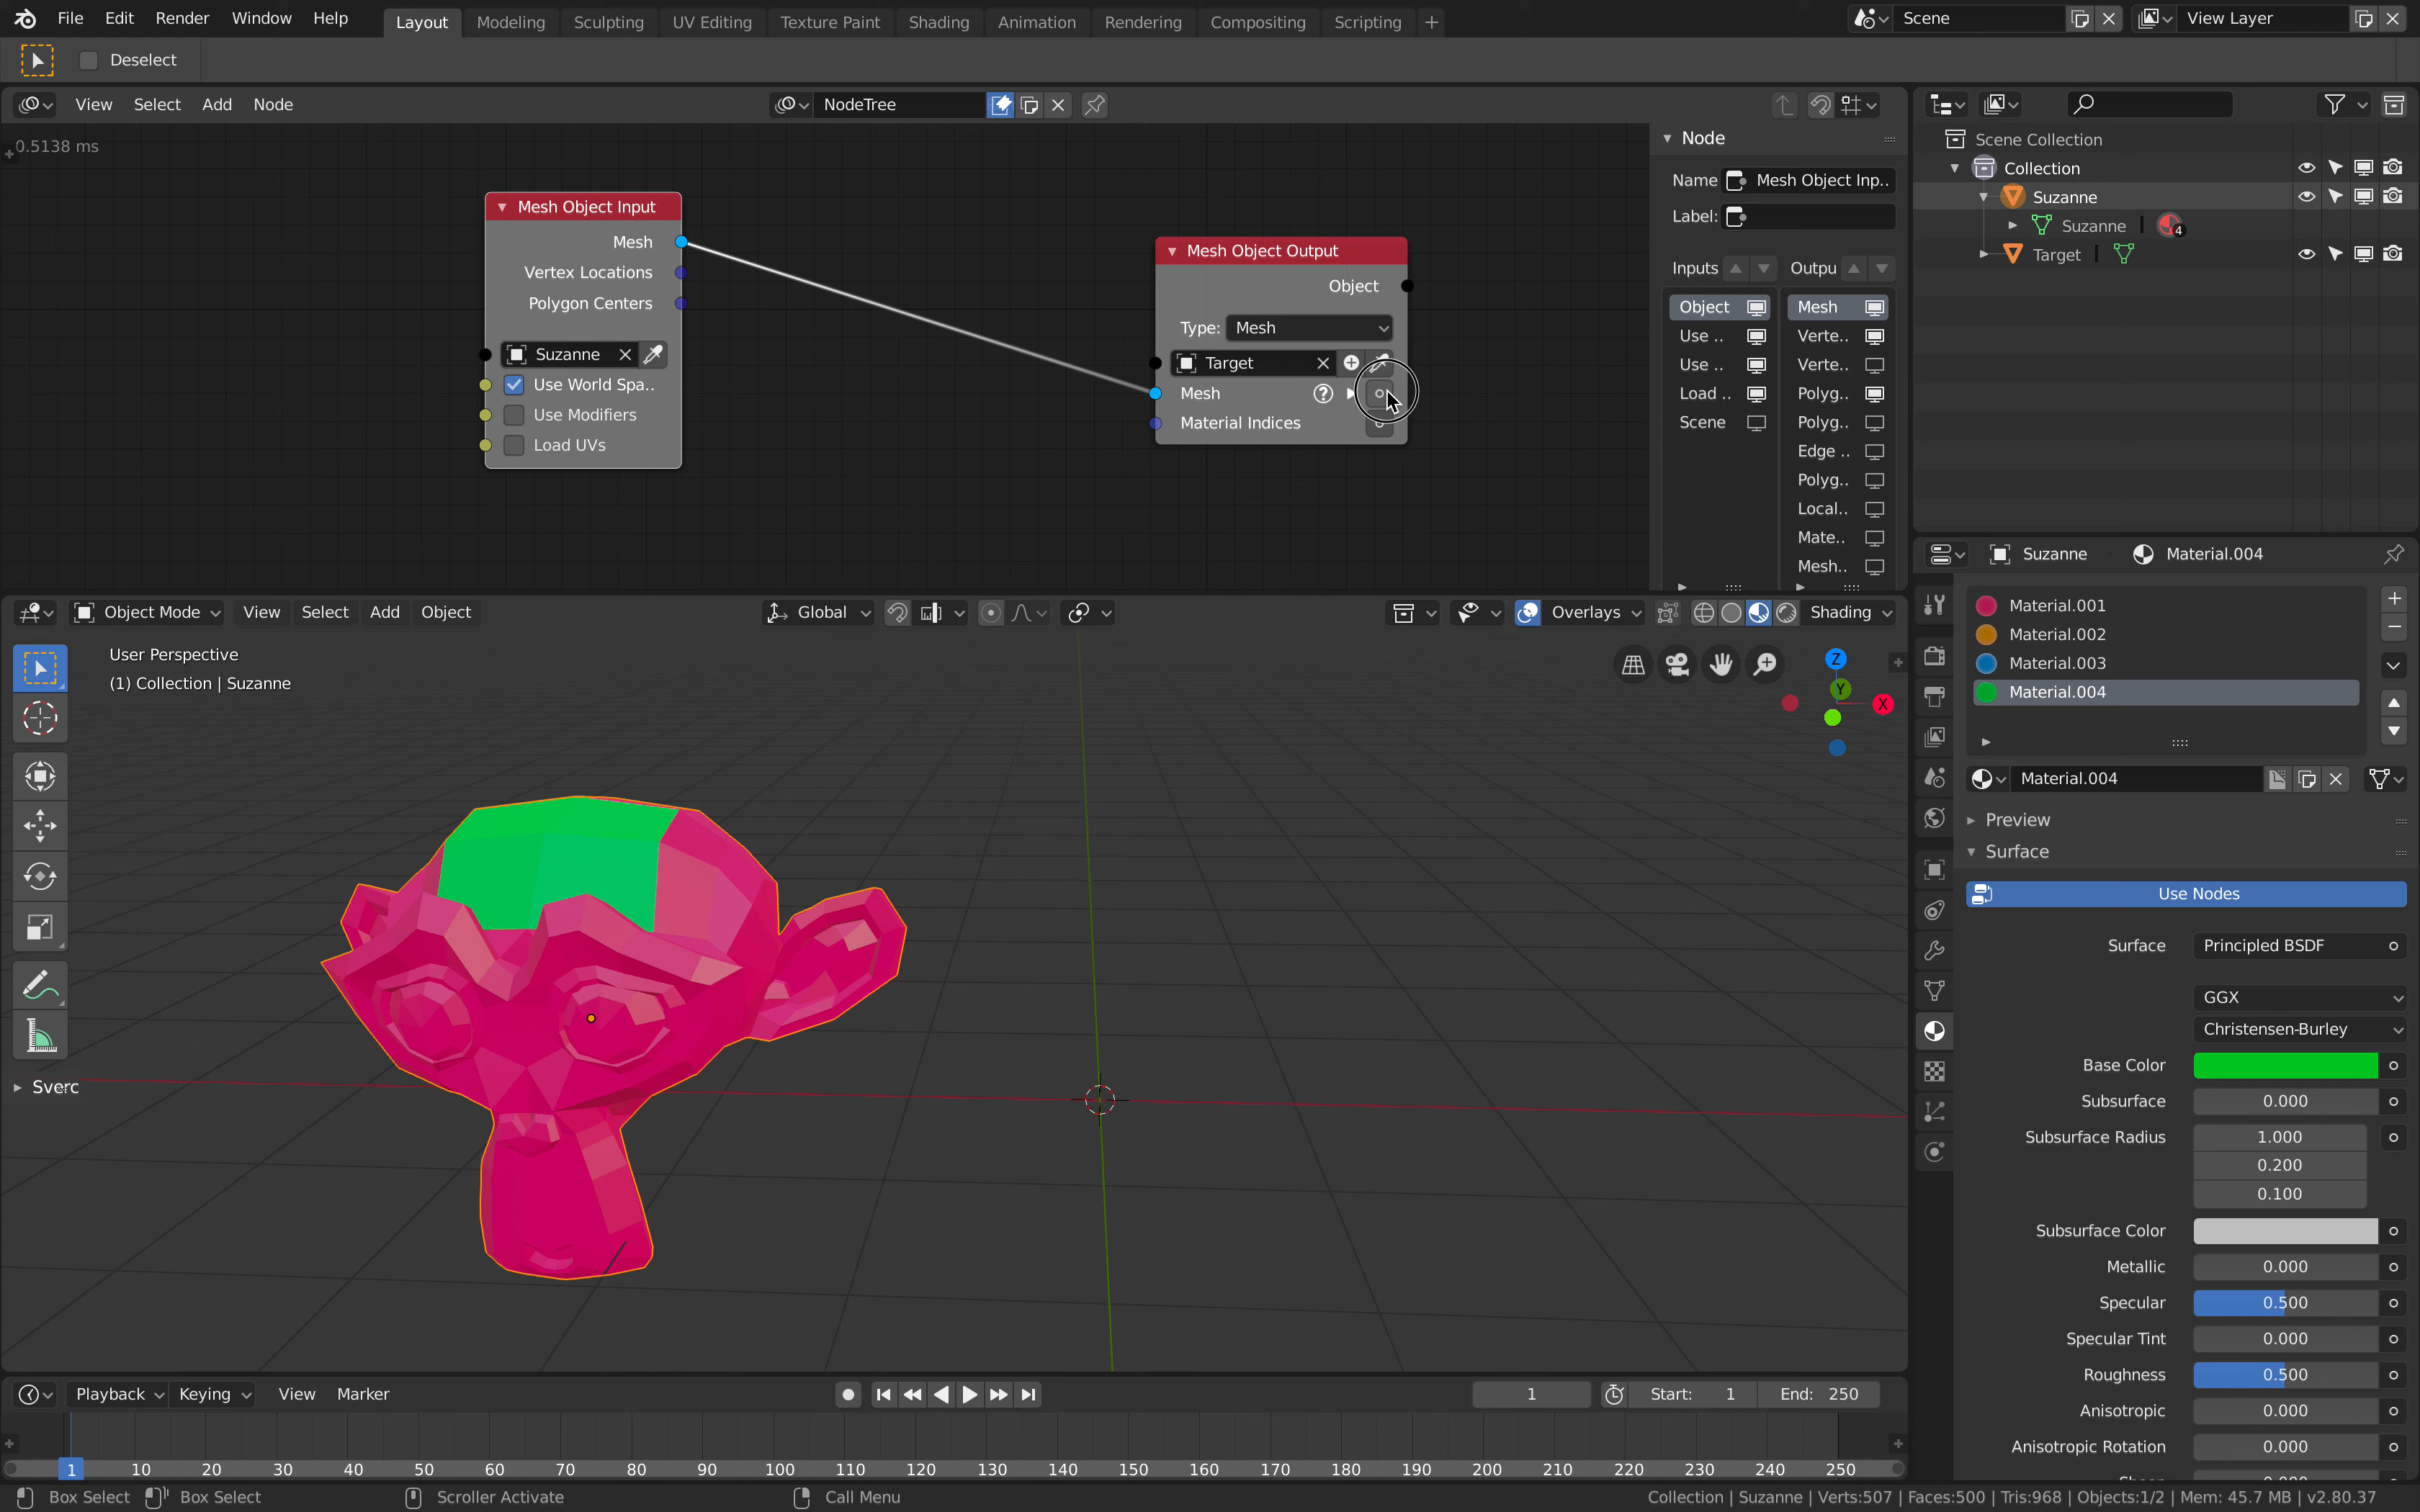 File Edit Render Window Help Layout Modeling Sculpting UV Editing Texture Paint Shading Animation Rendering Compositing Scripting + Scene View Layer
Deselect
View Select Add Node NodeTree
0.5138 ms
Mesh Object Input
Mesh
Vertex Locations
Polygon Centers
Suzanne
Use World Spa..
Use Modifiers
Load UVs
Mesh Object Output
Object
Type: Mesh
Target
Mesh
Material Indices
Node
Name Mesh Object Inp..
Label:
Inputs Outpu
Object Mesh
Use .. Verte..
Use .. Verte..
Load .. Polyg..
Scene Polyg..
Edge ..
Polyg..
Local..
Mate..
Mesh..
Scene Collection
Collection
Suzanne
Suzanne 4
Target
Suzanne Material.004
Material.001
Material.002
Material.003
Material.004
Material.004
Preview
Surface
Use Nodes
Surface Principled BSDF
GGX
Christensen-Burley
Base Color
Subsurface 0.000
Subsurface Radius 1.000
0.200
0.100
Subsurface Color
Metallic 0.000
Specular 0.500
Specular Tint 0.000
Roughness 0.500
Anisotropic 0.000
Anisotropic Rotation 0.000
Object Mode View Select Add Object Global Overlays Shading
User Perspective
(1) Collection | Suzanne
Z
Y
X
Sverc
Playback Keying View Marker 1 Start: 1 End: 250
1 10 20 30 40 50 60 70 80 90 100 110 120 130 140 150 160 170 180 190 200 210 220 230 240 250
Box Select Box Select Scroller Activate Call Menu Collection | Suzanne | Verts:507 | Faces:500 | Tris:968 | Objects:1/2 | Mem: 45.7 MB | v2.80.37